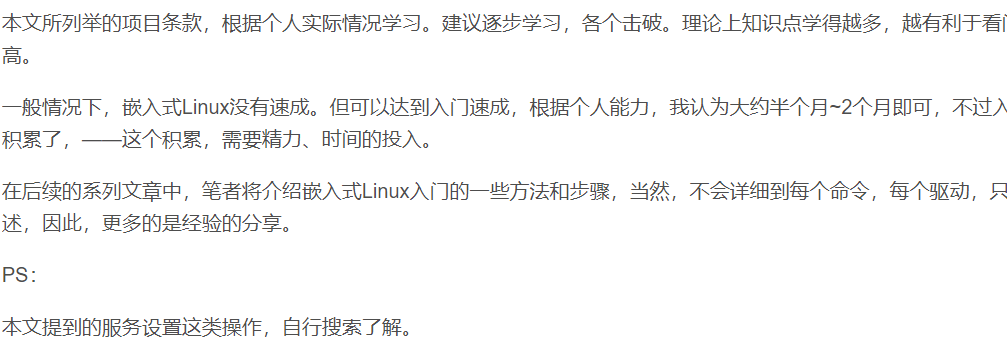 本文所列举的项目条款，根据个人实际情况学习。建议逐步学习，各个击破。理论上知识点学得越多，越有利于看
高。
一般情况下，嵌入式Linux没有速成。但可以达到入门速成，根据个人能力，我认为大约半个月~2个月即可，不过入
积累了，——这个积累，需要精力、时间的投入。
在后续的系列文章中，笔者将介绍嵌入式Linux入门的一些方法和步骤，当然，不会详细到每个命令，每个驱动，只
述，因此，更多的是经验的分享。
PS：
本文提到的服务设置这类操作，自行搜索了解。